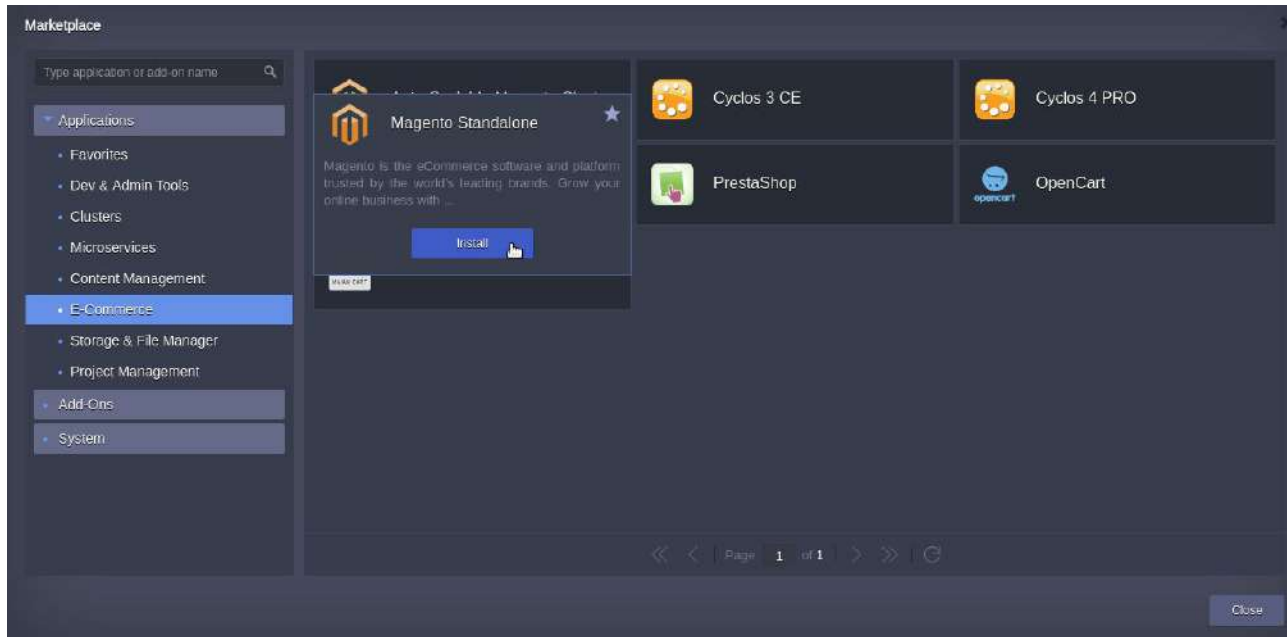 Marketplace
Type application or add-on name
Applications
Favorites
Dev & Admin Tools
Clusters
Microservices
Content Management
E-Commerce
Storage & File Manager
Project Management
Add-Ons
System
Magento Standalone
Magento is the eCommerce software and platform
trusted by the world's leading brands. Grow your
online business with ...
Install
Cyclos 3 CE
Cyclos 4 PRO
PrestaShop
opencart
OpenCart
Page 1 of 1
Close